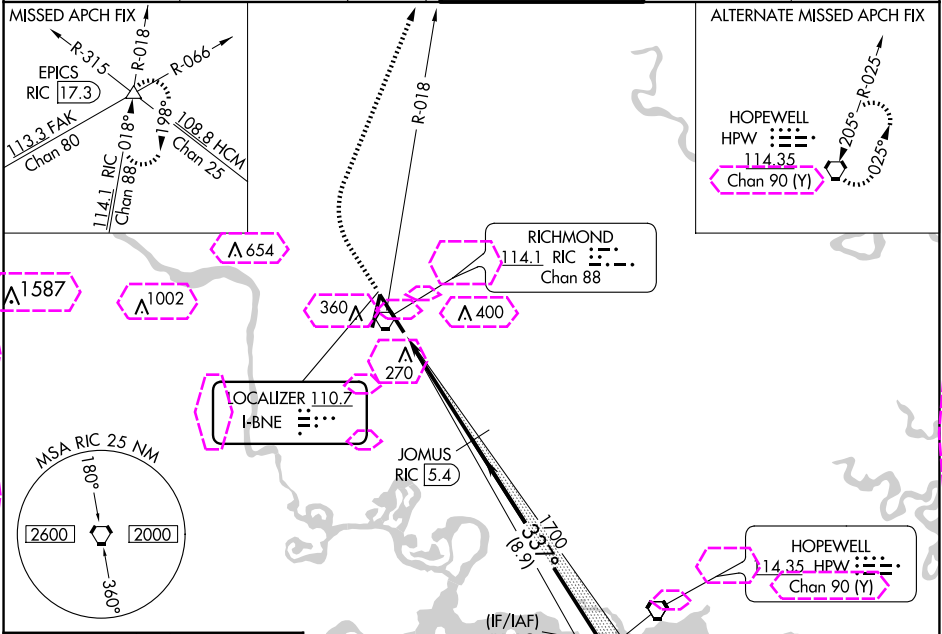 MISSED APCH FIX
R-315
R-018
R-066
EPICS
RIC 17.3
113.3 FAK
Chan 80
018°
198°
108.8 HCM
Chan 25
114.1 RIC
Chan 88
R-018
ALTERNATE MISSED APCH FIX
R-025
205°
025°
HOPEWELL
HPW
114.35
Chan 90 (Y)
654
1587
1002
RICHMOND
114.1 RIC
Chan 88
360
400
270
LOCALIZER 110.7
I-BNE
JOMUS
RIC 5.4
MSA RIC 25 NM
180°
2600
2000
360°
1700
337°
(8.9)
HOPEWELL
114.35 HPW
Chan 90 (Y)
(IF/IAF)